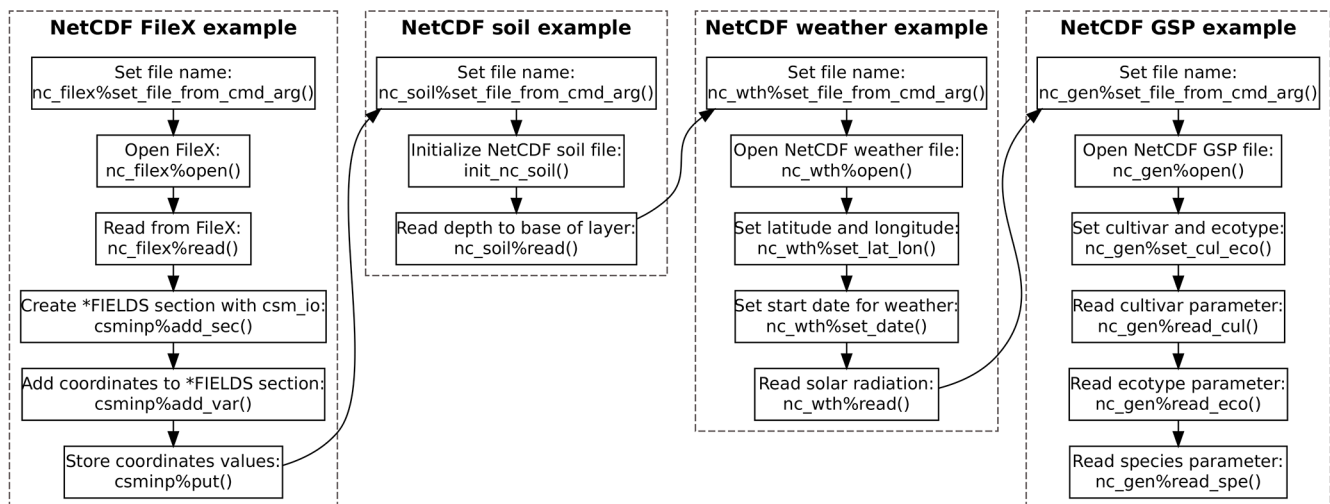 NetCDF FileX example
Set file name:
nc_filex%set_file_from_cmd_arg()
Open FileX:
nc_filex%open()
Read from FileX:
nc_filex%read()
Create *FIELDS section with csm_io:
csminp%add_sec()
Add coordinates to *FIELDS section:
csminp%add_var()
Store coordinates values:
csminp%put()
NetCDF soil example
Set file name:
nc_soil%set_file_from_cmd_arg()
Initialize NetCDF soil file:
init_nc_soil()
Read depth to base of layer:
nc_soil%read()
NetCDF weather example
Set file name:
nc_wth%set_file_from_cmd_arg()
Open NetCDF weather file:
nc_wth%open()
Set latitude and longitude:
nc_wth%set_lat_lon()
Set start date for weather:
nc_wth%set_date()
Read solar radiation:
nc_wth%read()
NetCDF GSP example
Set file name:
nc_gen%set_file_from_cmd_arg()
Open NetCDF GSP file:
nc_gen%open()
Set cultivar and ecotype:
nc_gen%set_cul_eco()
Read cultivar parameter:
nc_gen%read_cul()
Read ecotype parameter:
nc_gen%read_eco()
Read species parameter:
nc_gen%read_spe()